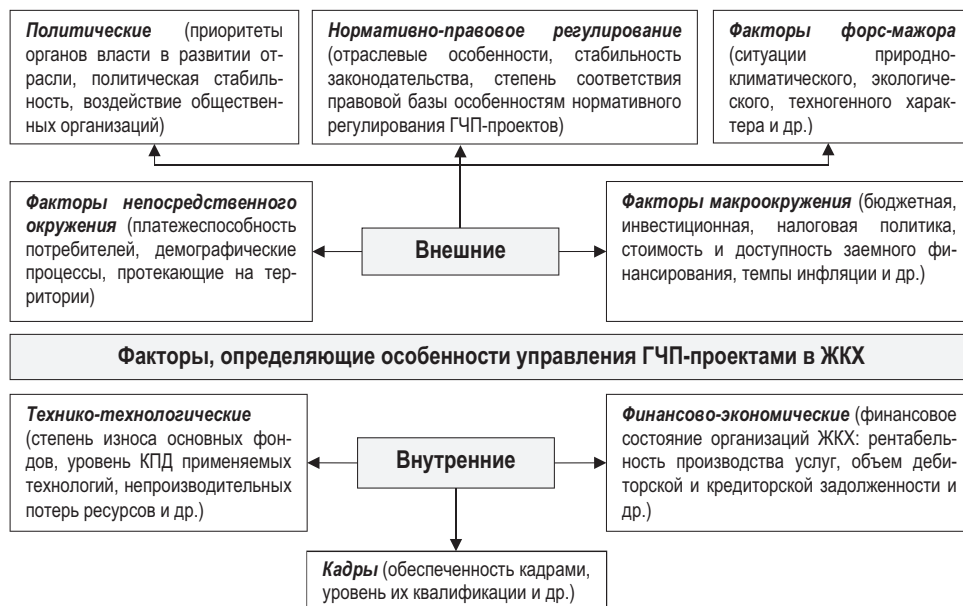 Политические (приоритеты
органов власти в развитии от-
расли, политическая стабиль-
ность, воздействие обществен-
ных организаций)
Нормативно-правовое регулирование
(отраслевые особенности, стабильность
законодательства, степень соответствия
правовой базы особенностям нормативного
регулирования ГЧП-проектов)
Факторы форс-мажора
(ситуации природно-
климатического, экологиче-
ского, техногенного харак-
тера и др.)
Факторы непосредственного
окружения (платежеспособность
потребителей, демографические
процессы, протекающие на тер-
ритории)
Внешние
Факторы макроокружения (бюджетная,
инвестиционная, налоговая политика,
стоимость и доступность заемного фи-
нансирования, темпы инфляции и др.)
Факторы, определяющие особенности управления ГЧП-проектами в ЖКХ
Технико-технологические
(степень износа основных фон-
дов, уровень КПД применяемых
технологий, непроизводительных
потерь ресурсов и др.)
Внутренние
Финансово-экономические (финансовое
состояние организаций ЖКХ: рентабель-
ность производства услуг, объем деби-
торской и кредиторской задолженности и
др.)
Кадры (обеспеченность кадрами,
уровень их квалификации и др.)